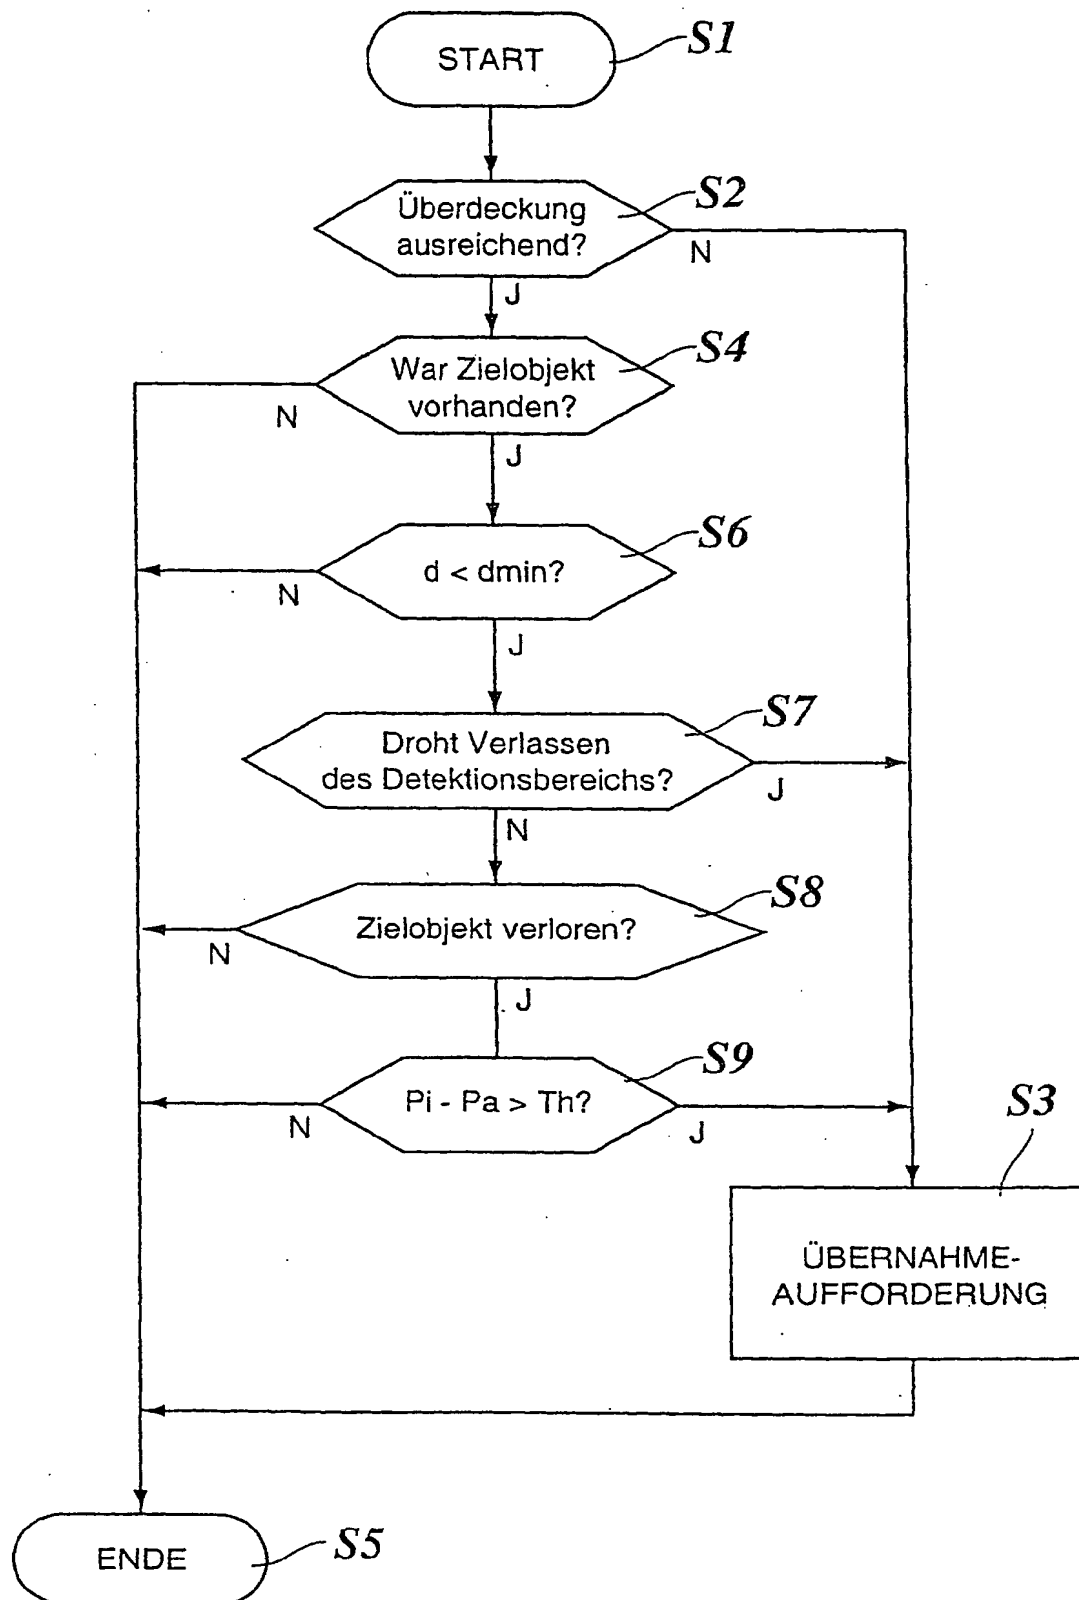 START
S1
Überdeckung
ausreichend?
S2
N
J
War Zielobjekt
vorhanden?
S4
N
J
d < dmin?
S6
N
J
Droht Verlassen
des Detektionsbereichs?
S7
J
N
Zielobjekt verloren?
S8
N
J
Pi - Pa > Th?
S9
N
J
S3
ÜBERNAHME-
AUFFORDERUNG
ENDE
S5